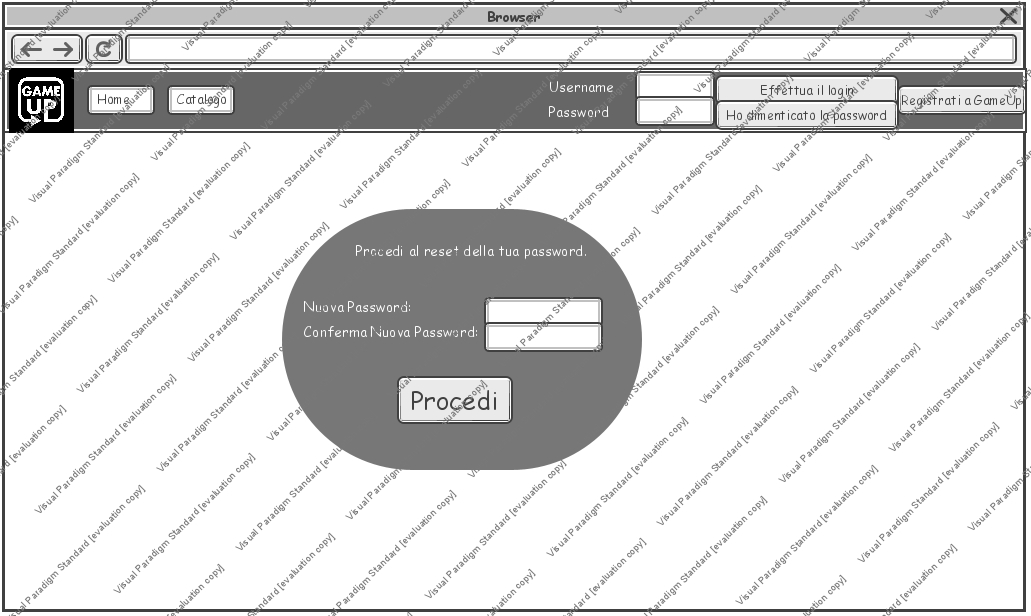 Browser
GAME
UP
Home
Catalogo
Username
Password
Effettua il login
Ho dimenticato la password
Registrati a GameUp
Procedi al reset della tua password.
Nuova Password:
Conferma Nuova Password:
Procedi
Visual Paradigm Standard [evaluation copy]